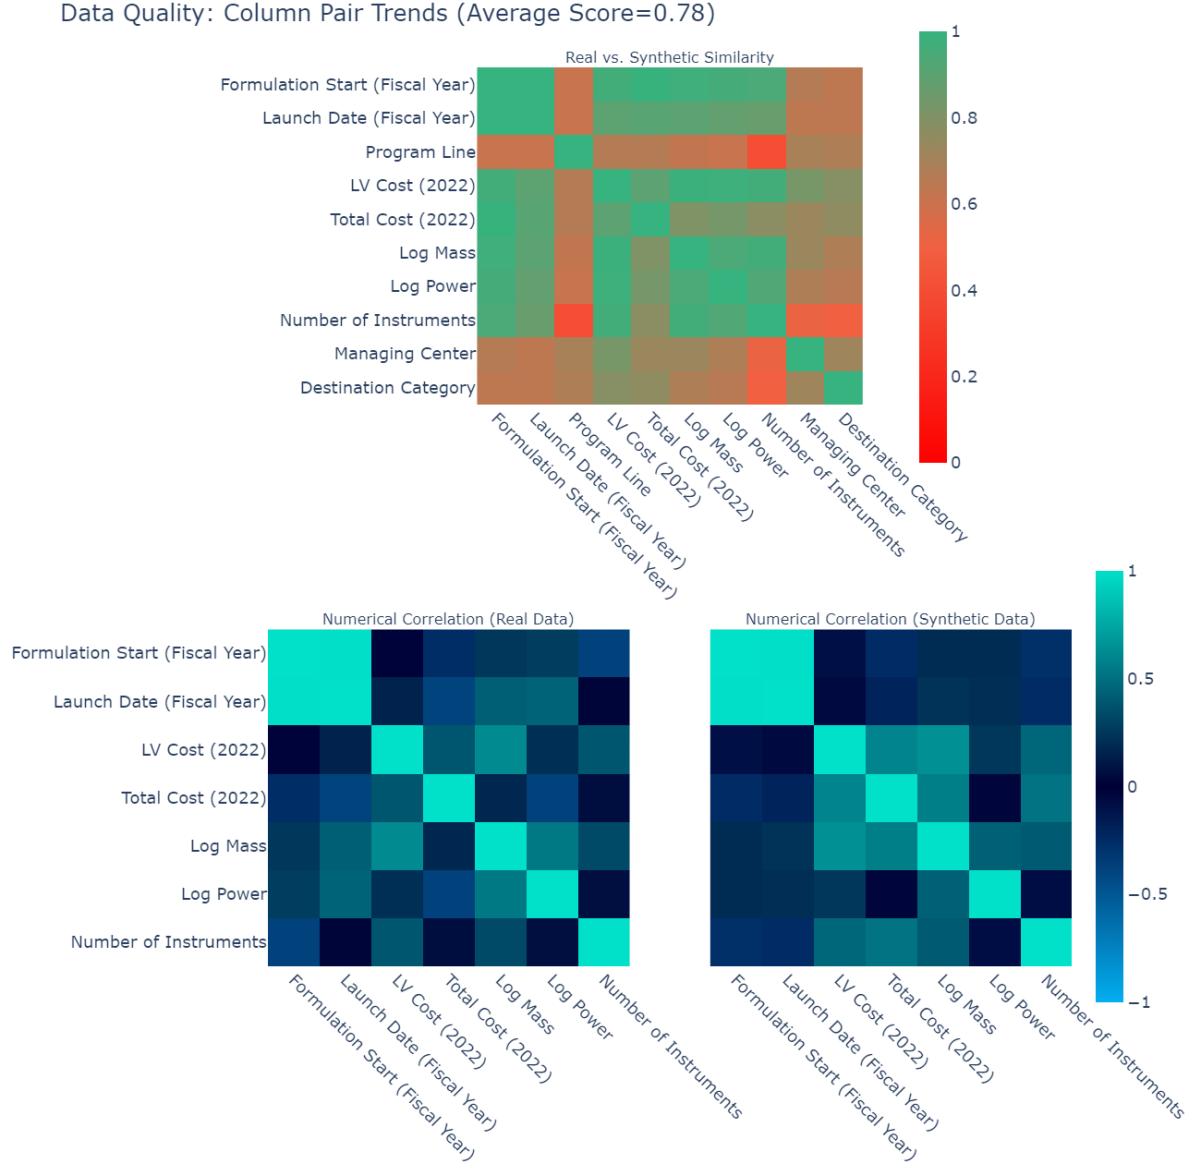 Data Quality: Column Pair Trends (Average Score=0.78)
Real vs. Synthetic Similarity
Formulation Start (Fiscal Year)
Launch Date (Fiscal Year)
Program Line
LV Cost (2022)
Total Cost (2022)
Log Mass
Log Power
Number of Instruments
Managing Center
Destination Category
Formulation Start (Fiscal Year)
Launch Date (Fiscal Year)
Program Line
LV Cost (2022)
Total Cost (2022)
Log Mass
Log Power
Number of Instruments
Managing Center
Destination Category
1
0.8
0.6
0.4
0.2
0
Numerical Correlation (Real Data)
Formulation Start (Fiscal Year)
Launch Date (Fiscal Year)
LV Cost (2022)
Total Cost (2022)
Log Mass
Log Power
Number of Instruments
Formulation Start (Fiscal Year)
Launch Date (Fiscal Year)
LV Cost (2022)
Total Cost (2022)
Log Mass
Log Power
Number of Instruments
Numerical Correlation (Synthetic Data)
Formulation Start (Fiscal Year)
Launch Date (Fiscal Year)
LV Cost (2022)
Total Cost (2022)
Log Mass
Log Power
Number of Instruments
1
0.5
0
−0.5
−1